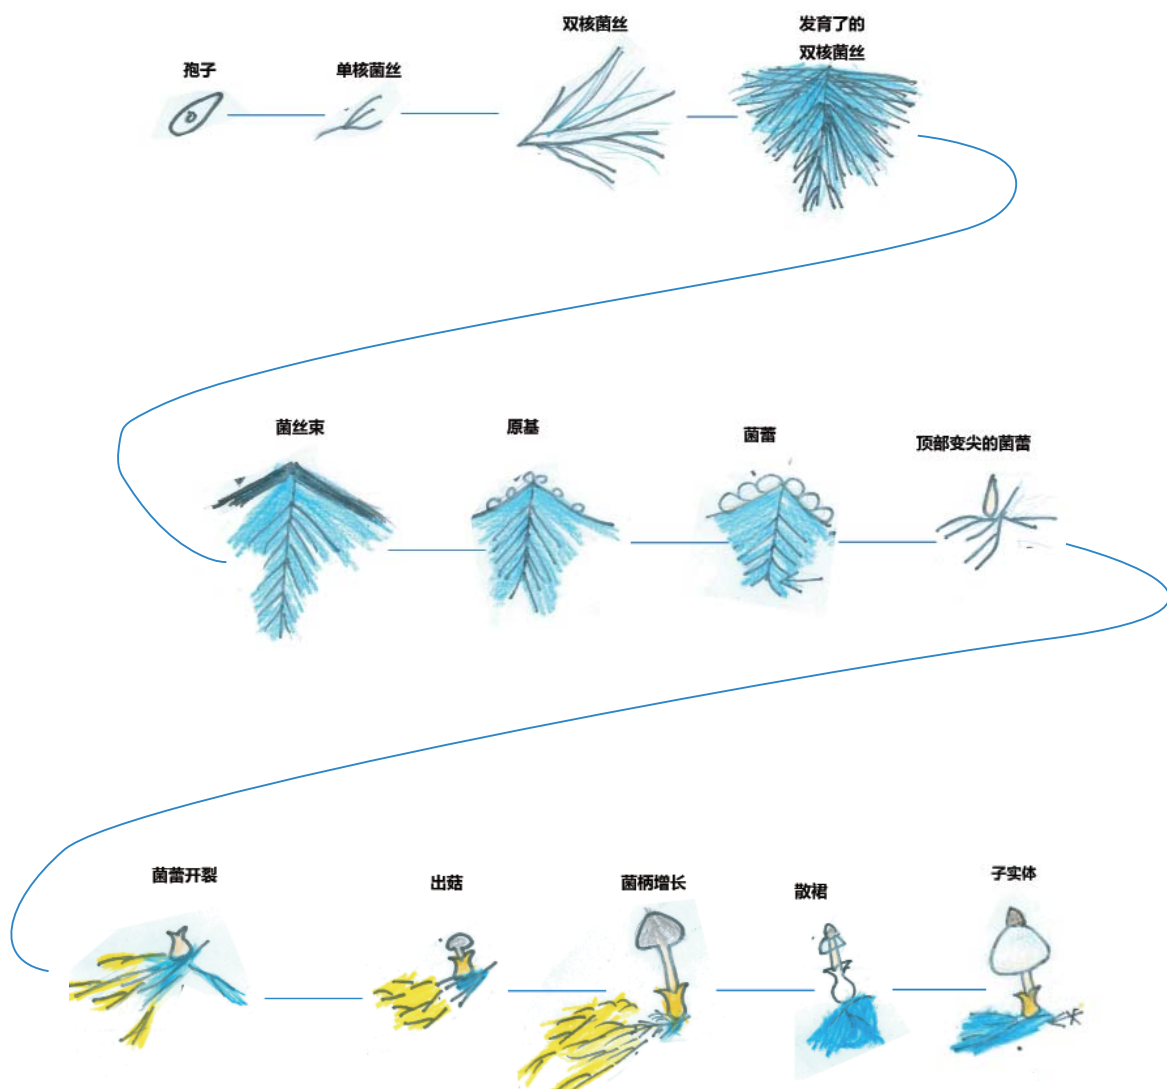 孢子
单核菌丝
双核菌丝
发育了的
双核菌丝
菌丝束
原基
菌蕾
顶部变尖的菌蕾
菌蕾开裂
出菇
菌柄增长
散裙
子实体